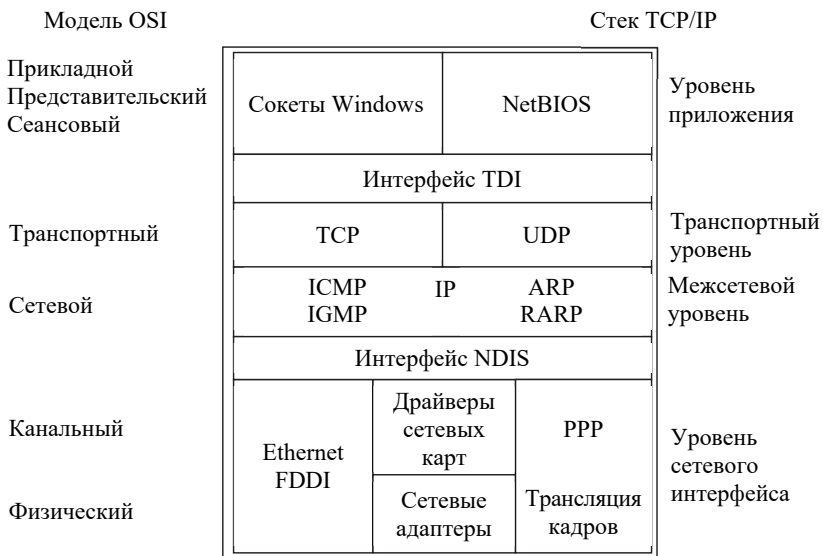 Модель OSI
Стек TCP/IP
Прикладной
Представительский
Сеансовый
Сокеты Windows
NetBIOS
Уровень
приложения
Интерфейс TDI
Транспортный
TCP
UDP
Транспортный
уровень
Сетевой
ICMP
IGMP
IP
ARP
RARP
Межсетевой
уровень
Интерфейс NDIS
Канальный
Физический
Ethernet
FDDI
Драйверы
сетевых
карт
Сетевые
адаптеры
PPP
Трансляция
кадров
Уровень
сетевого
интерфейса